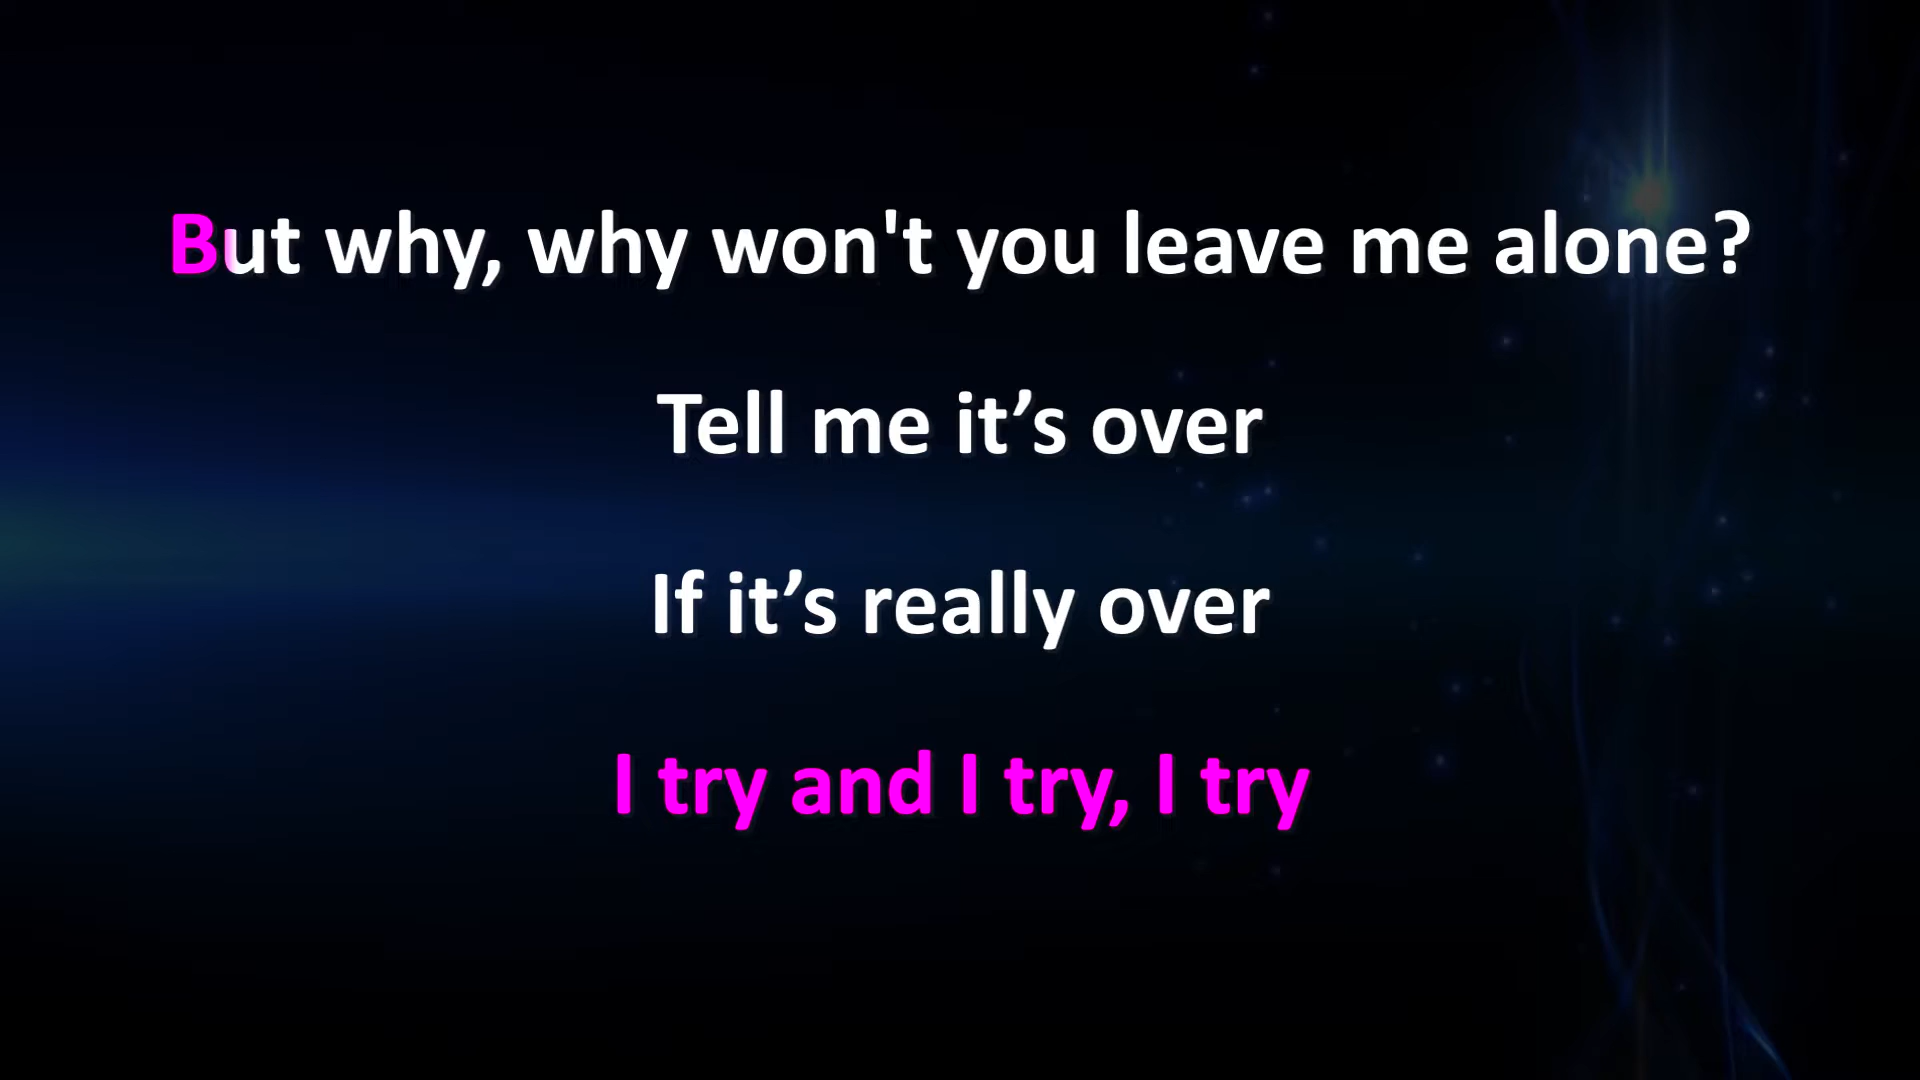 But why, why won't you leave me alone?
Tell me it’s over
If it’s really over
I try and I try, I try